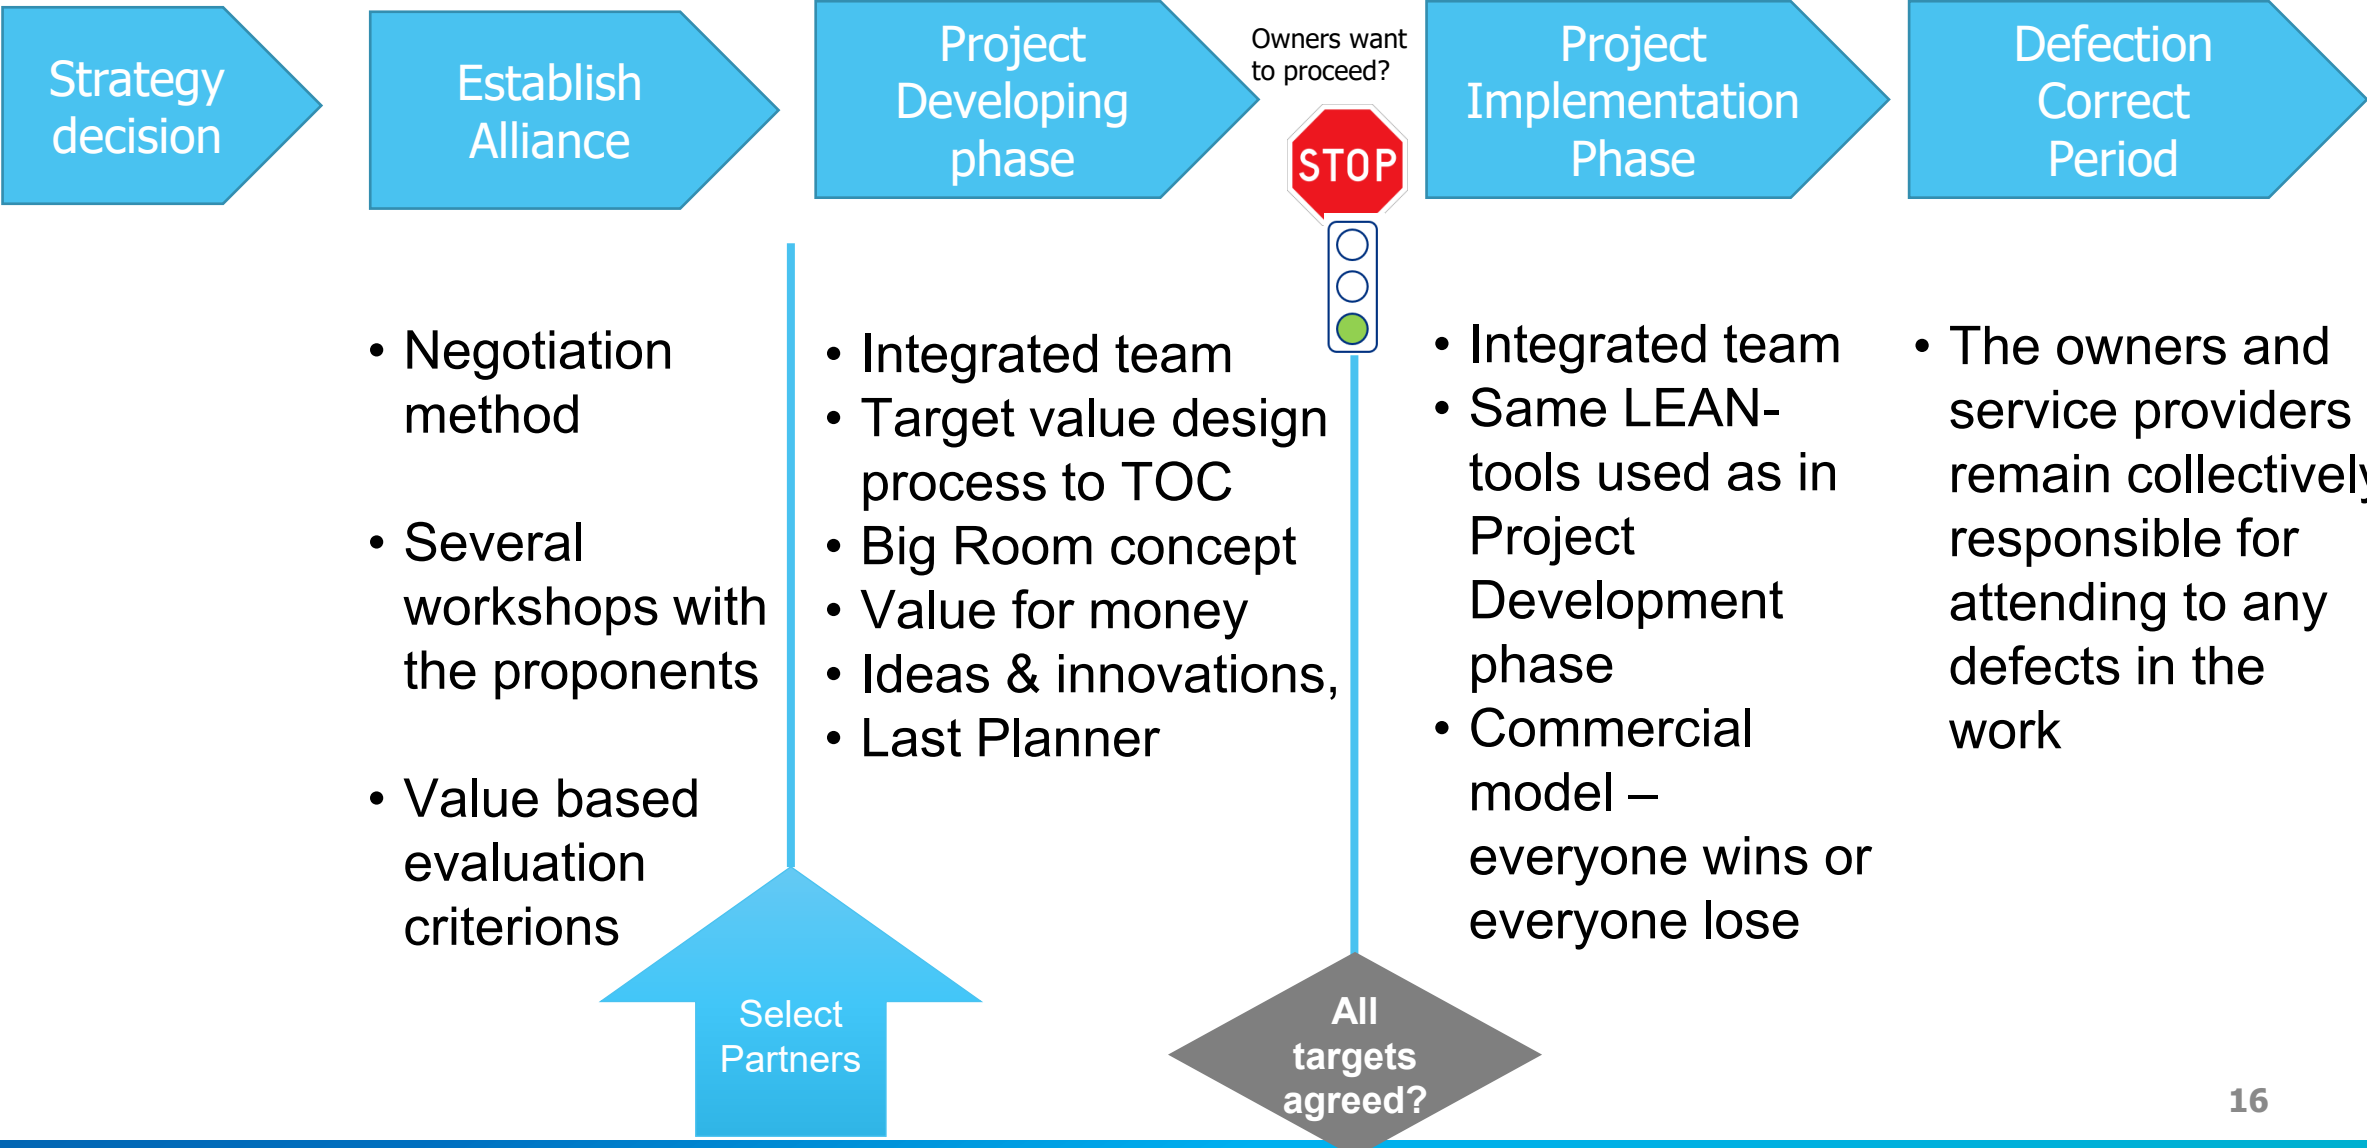 Strategy
decision
Establish
Alliance
Project
Developing
phase
Owners want
to proceed?
STOP
Project
Implementation
Phase
Defection
Correct
Period
• Negotiation
method
• Several
workshops with
the proponents
• Value based
evaluation
criterions
Select
Partners
• Integrated team
• Target value design
process to TOC
• Big Room concept
• Value for money
• Ideas & innovations,
• Last Planner
All
targets
agreed?
• Integrated team
• Same LEAN-
tools used as in
Project
Development
phase
• Commercial
model –
everyone wins or
everyone lose
• The owners and
service providers
remain collectively
responsible for
attending to any
defects in the
work
16